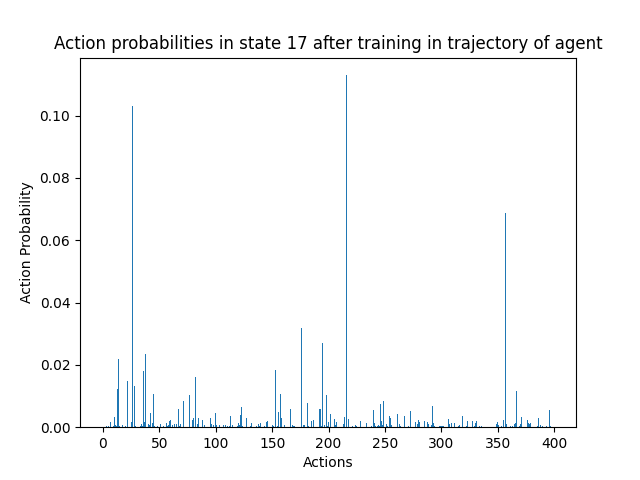 Action probabilities in state 17 after training in trajectory of agent
0.10
0.08
0.06
0.04
0.02
0.00
Action Probability
0 50 100 150 200 250 300 350 400
Actions